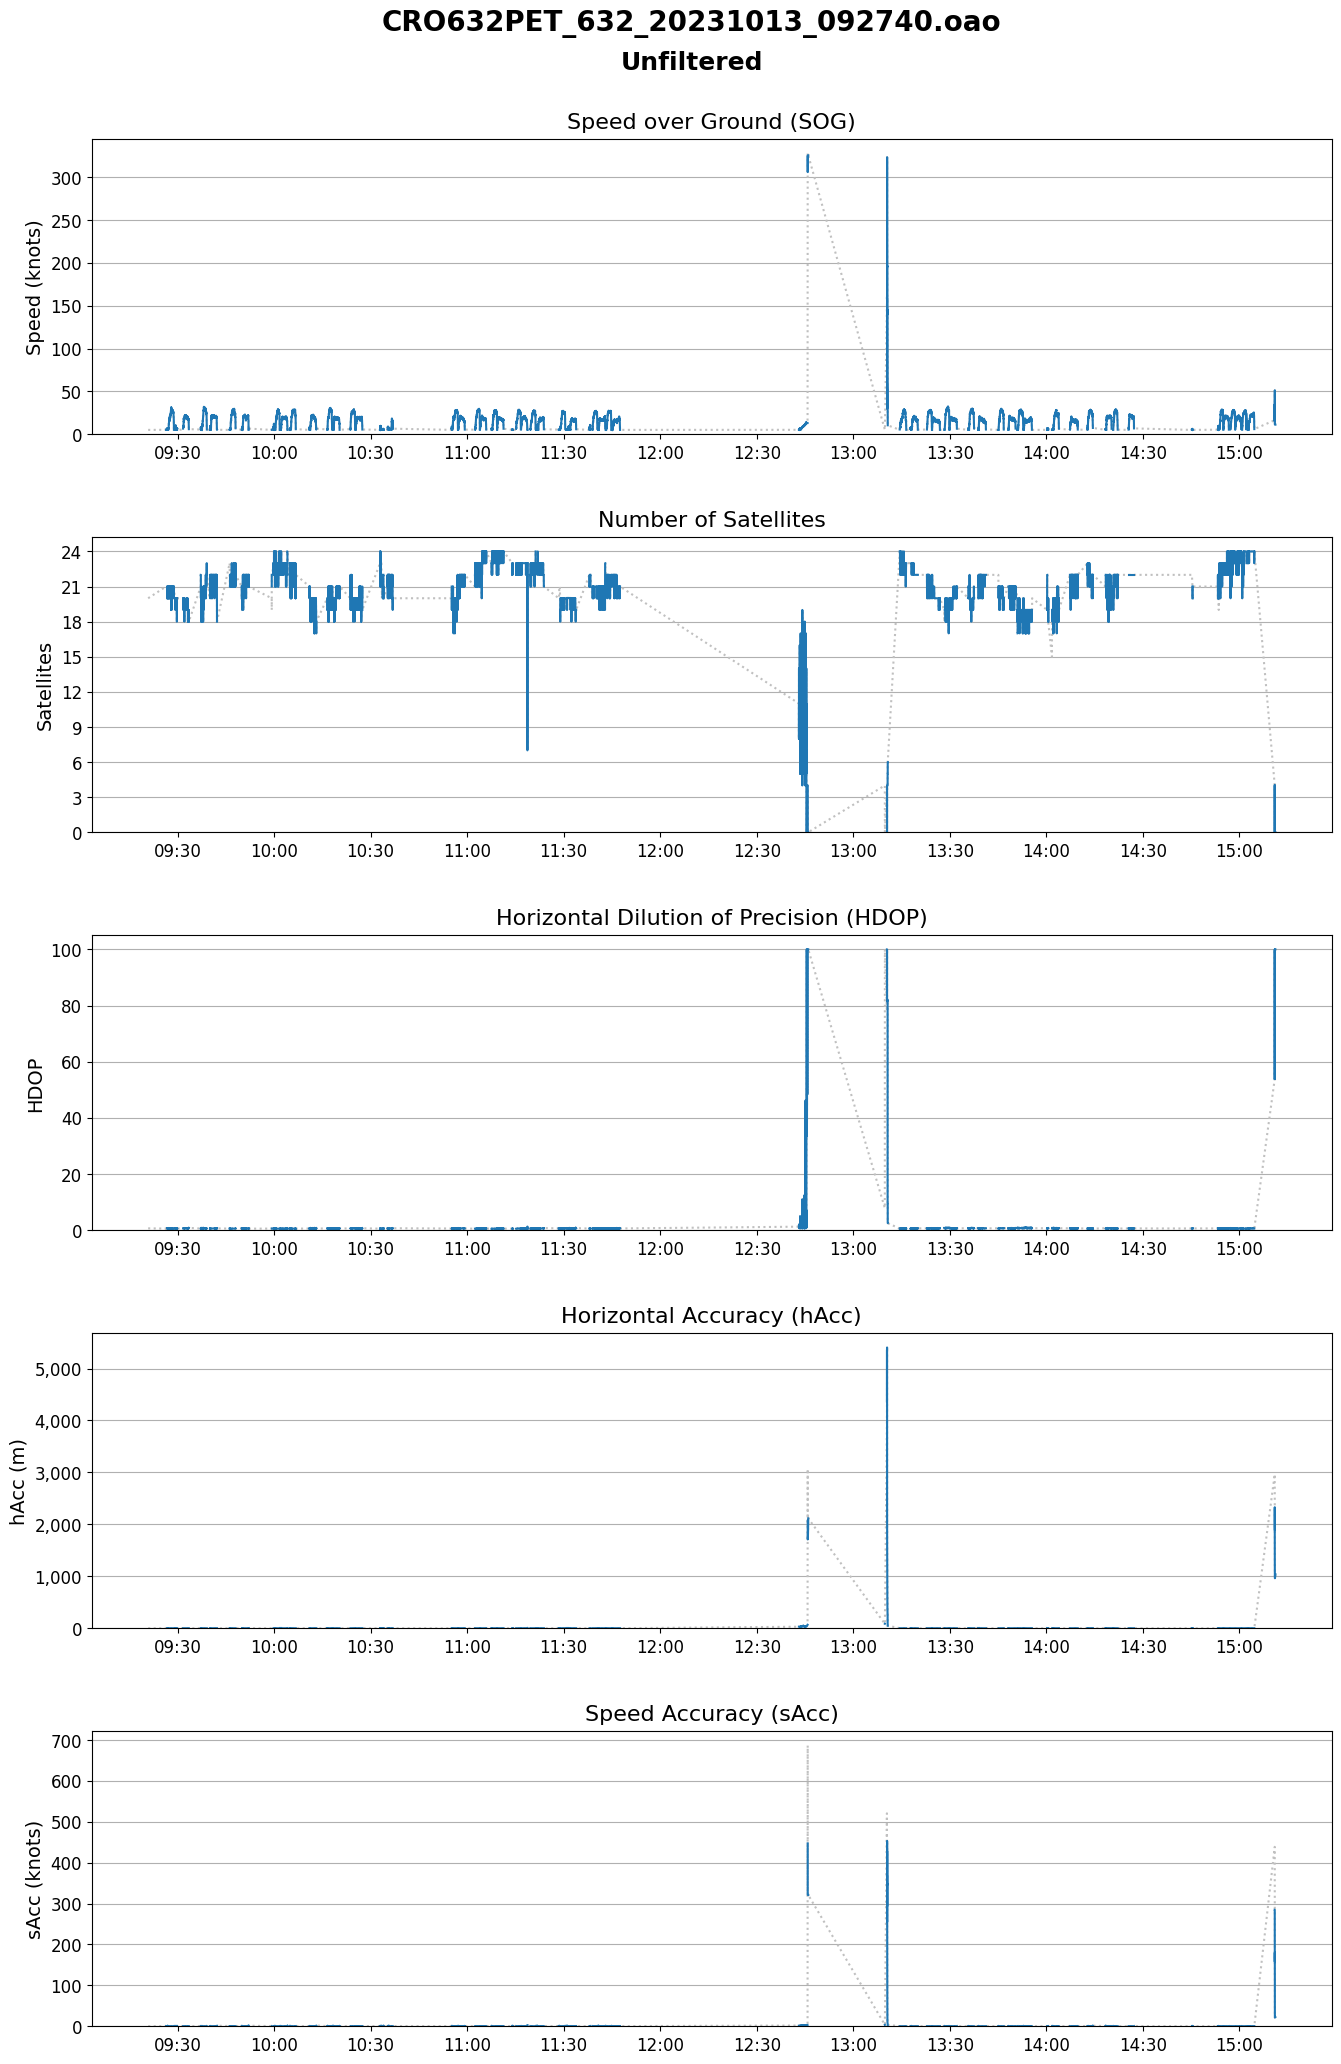 CRO632PET_632_20231013_092740.oao
Unfiltered
Speed over Ground (SOG)
Speed (knots)
300
250
200
150
100
50
0
09:30 10:00 10:30 11:00 11:30 12:00 12:30 13:00 13:30 14:00 14:30 15:00
Number of Satellites
Satellites
24
21
18
15
12
9
6
3
0
09:30 10:00 10:30 11:00 11:30 12:00 12:30 13:00 13:30 14:00 14:30 15:00
Horizontal Dilution of Precision (HDOP)
HDOP
100
80
60
40
20
0
09:30 10:00 10:30 11:00 11:30 12:00 12:30 13:00 13:30 14:00 14:30 15:00
Horizontal Accuracy (hAcc)
hAcc (m)
5,000
4,000
3,000
2,000
1,000
0
09:30 10:00 10:30 11:00 11:30 12:00 12:30 13:00 13:30 14:00 14:30 15:00
Speed Accuracy (sAcc)
sAcc (knots)
700
600
500
400
300
200
100
0
09:30 10:00 10:30 11:00 11:30 12:00 12:30 13:00 13:30 14:00 14:30 15:00